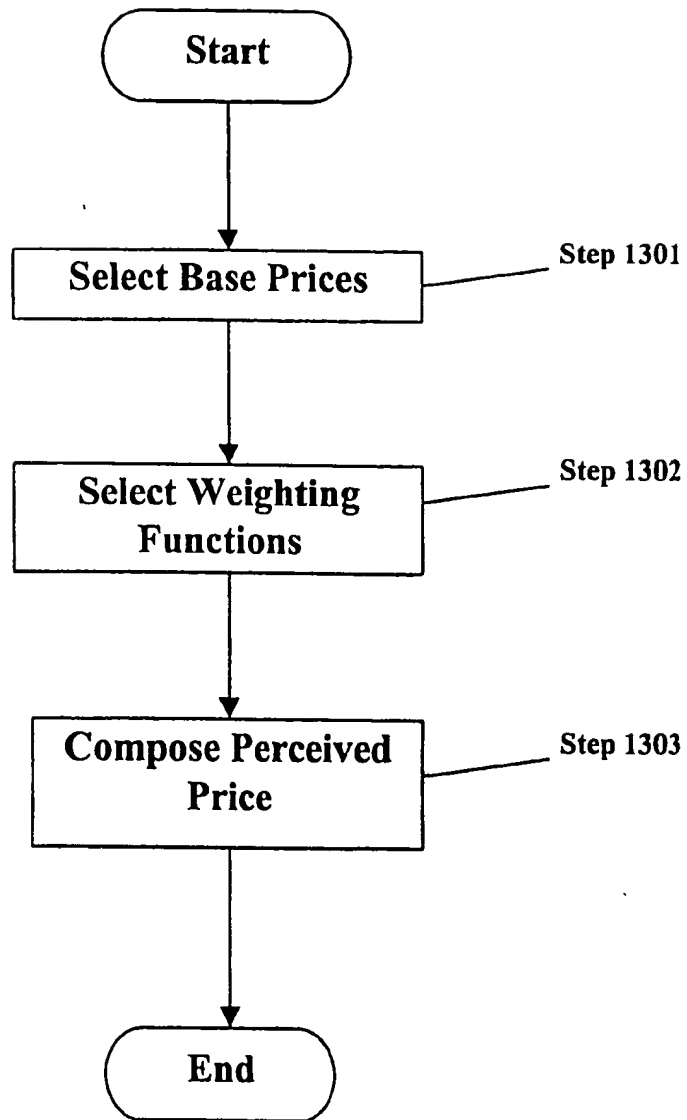 Start
Select Base Prices
Step 1301
Select Weighting
Functions
Step 1302
Compose Perceived
Price
Step 1303
End